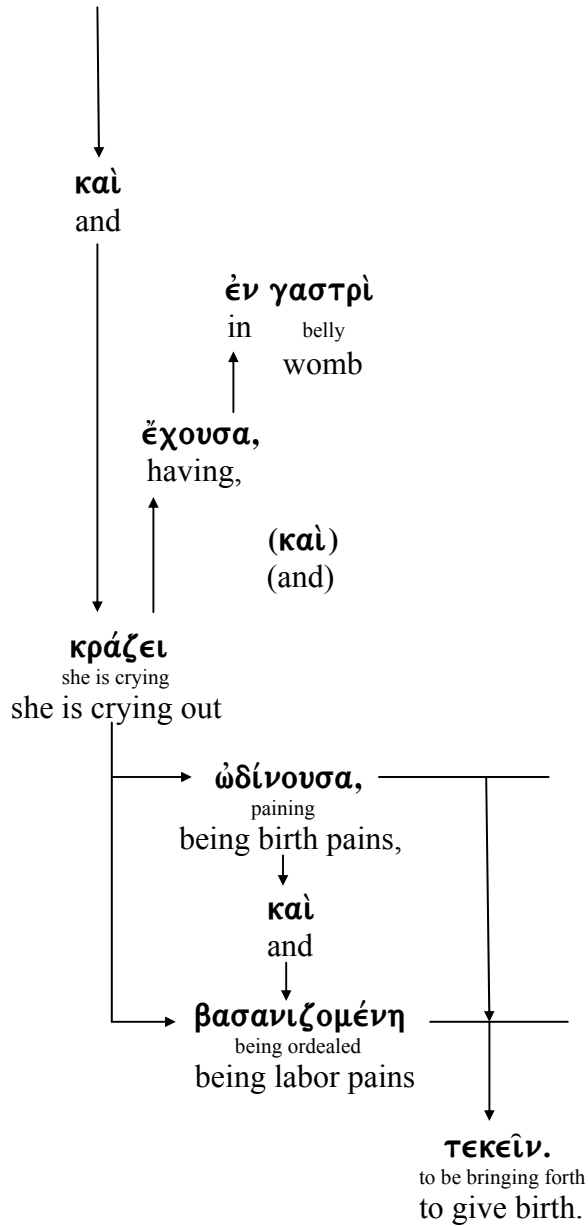 καὶ
and
ἐν γαστρὶ
in belly
womb
ἔχουσα,
having,
(καὶ)
(and)
κράζει
she is crying
she is crying out
ὠδίνουσα,
paining
being birth pains,
καὶ
and
βασανιζομένη
being ordealed
being labor pains
τεκεῖν.
to be bringing forth
to give birth.